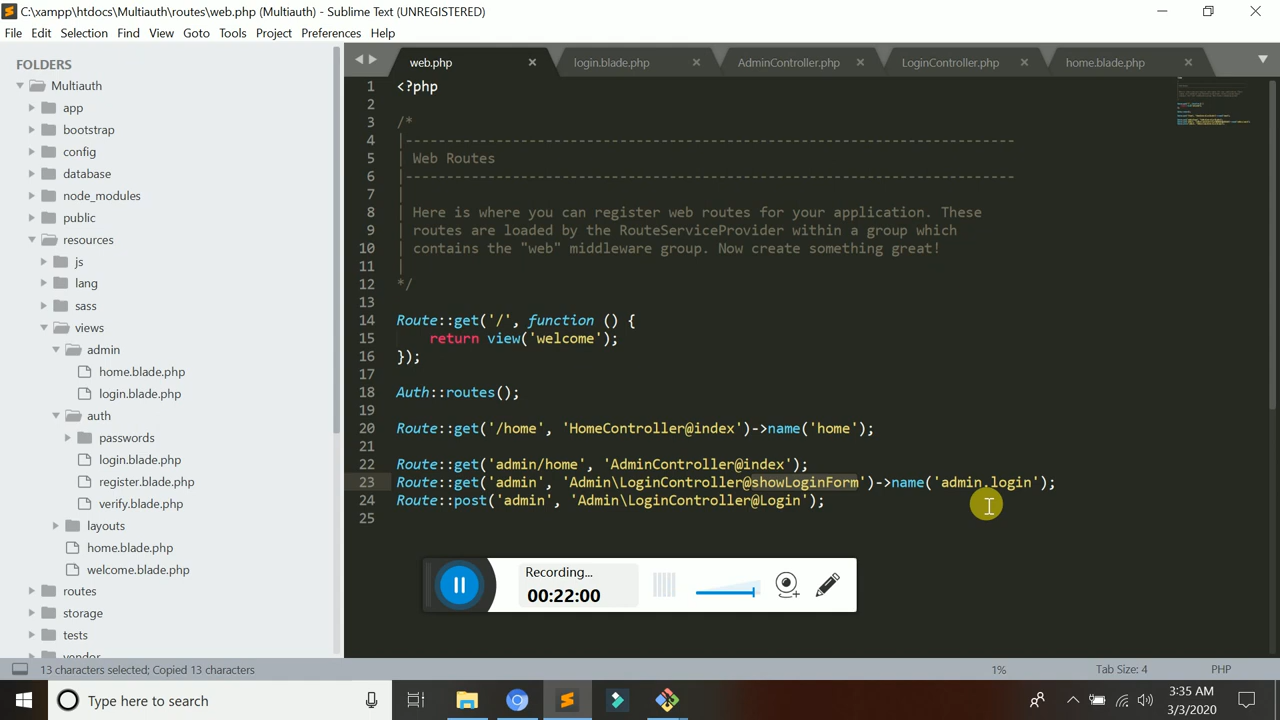 C:\xampp\htdocs\Multiauth\routes\web.php (Multiauth) - Sublime Text (UNREGISTERED)
File Edit Selection Find View Goto Tools Project Preferences Help
FOLDERS
Multiauth
app
bootstrap
config
database
node_modules
public
resources
js
lang
sass
views
admin
home.blade.php
login.blade.php
auth
passwords
login.blade.php
register.blade.php
verify.blade.php
layouts
home.blade.php
welcome.blade.php
routes
storage
tests
vendor
web.php login.blade.php AdminController.php LoginController.php home.blade.php
1 <?php
2
3 /*
4 |--------------------------------------------------------------------------
5 | Web Routes
6 |--------------------------------------------------------------------------
7 |
8 | Here is where you can register web routes for your application. These
9 | routes are loaded by the RouteServiceProvider within a group which
10 | contains the "web" middleware group. Now create something great!
11 |
12 */
13
14 Route::get('/', function () {
15 return view('welcome');
16 });
17
18 Auth::routes();
19
20 Route::get('/home', 'HomeController@index')->name('home');
21
22 Route::get('admin/home', 'AdminController@index');
23 Route::get('admin', 'Admin\LoginController@showLoginForm')->name('admin.login');
24 Route::post('admin', 'Admin\LoginController@Login');
25
Recording...
00:22:00
13 characters selected; Copied 13 characters 1% Tab Size: 4 PHP
Type here to search
3:35 AM
3/3/2020